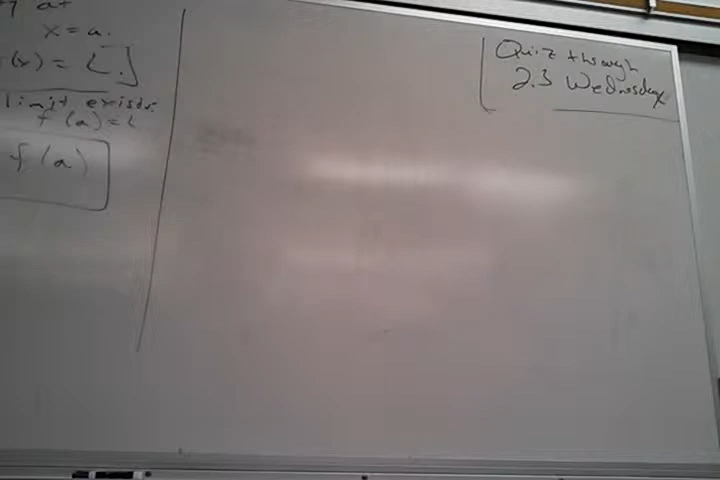 at
x = a.
(x) = L.
limit exists:
f(a) = L
f(a)
Quiz through
2.3 Wednesday